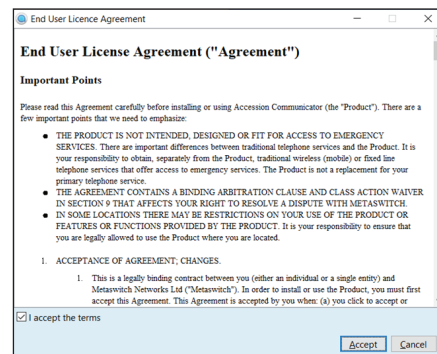 End User Licence Agreement
End User License Agreement ("Agreement")
Important Points
Please read this Agreement carefully before installing or using Accession Communicator (the "Product"). There are a
few important points that we need to emphasize:
● THE PRODUCT IS NOT INTENDED, DESIGNED OR FIT FOR ACCESS TO EMERGENCY
SERVICES. There are important differences between traditional telephone services and the Product. It is
your responsibility to obtain, separately from the Product, traditional wireless (mobile) or fixed line
telephone services that offer access to emergency services. The Product is not a replacement for your
primary telephone service.
● THE AGREEMENT CONTAINS A BINDING ARBITRATION CLAUSE AND CLASS ACTION WAIVER
IN SECTION 9 THAT AFFECTS YOUR RIGHT TO RESOLVE A DISPUTE WITH METASWITCH.
● IN SOME LOCATIONS THERE MAY BE RESTRICTIONS ON YOUR USE OF THE PRODUCT OR
FEATURES OR FUNCTIONS PROVIDED BY THE PRODUCT. It is your responsibility to ensure that
you are legally allowed to use the Product where you are located.
1. ACCEPTANCE OF AGREEMENT; CHANGES.
1. This is a legally binding contract between you (either an individual or a single entity) and
Metaswitch Networks Ltd ("Metaswitch"). In order to install or use the Product, you must first
accept this Agreement. This Agreement is accepted by you when: (a) you click to accept or
I accept the terms
Accept Cancel